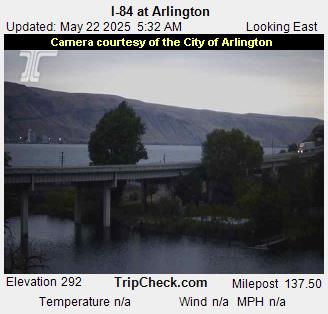 I-84 at Arlington
Updated: May 22 2025 5:32 AM Looking East
Camera courtesy of the City of Arlington
Elevation 292 TripCheck.com Milepost 137.50
Temperature n/a Wind n/a MPH n/a